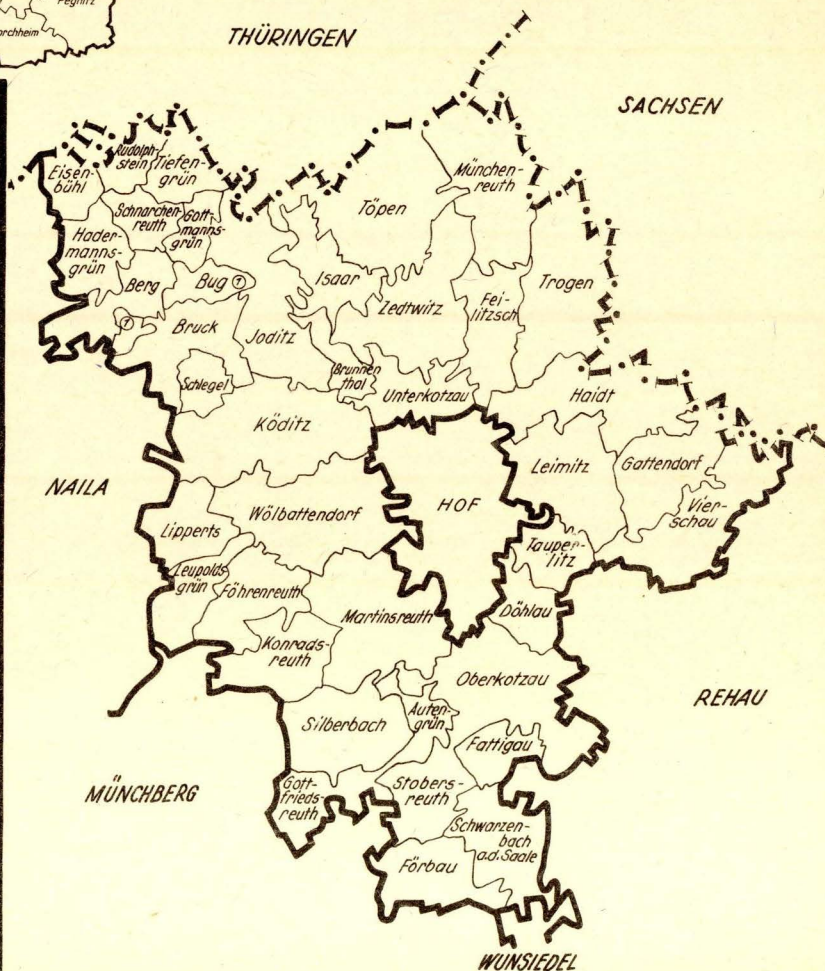 Pegnitz
orchheim
THÜRINGEN
SACHSEN
Rudolph-
stein
Tiefen-
grün
Eisen-
bühl
München-
reuth
Töpen
Schnarchen-
reuth
Gott-
manns-
grün
Hader-
manns-
grün
Berg
Bug
Isaar
Zedtwitz
Fei-
litzsch
Trogen
Bruck
Joditz
Schlegel
Brunnen
thal
Unterkotzau
Haidt
Köditz
Leimitz
Gattendorf
NAILA
HOF
Vier-
schau
Lipperts
Wölbattendorf
Tauper-
litz
Leupolds
grün
Föhrenreuth
Döhlau
Martinsreuth
Konrads-
reuth
Oberkotzau
REHAU
Silberbach
Auten-
grün
Fattigau
MÜNCHBERG
Gott-
frieds-
reuth
Stobers-
reuth
Schwarzen-
bach
a.d.Saale
Förbau
WUNSIEDEL